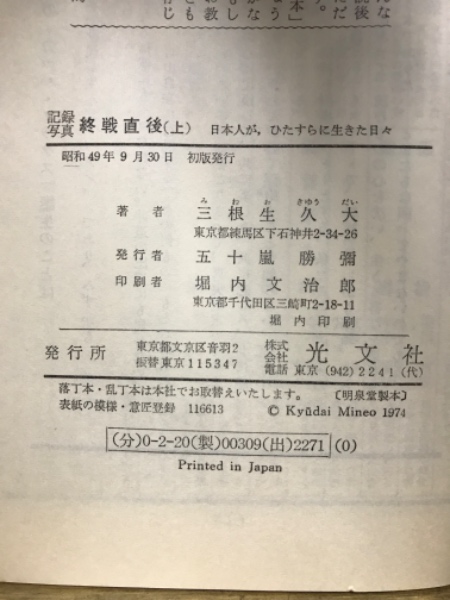 記録写真 終戦直後(上) 日本人が，ひたすらに生きた日々
昭和49年9月30日 初版発行
みねお きゆう だい
著者 三根生久大
東京都練馬区下石神井2-34-26
発行者 五十嵐勝彌
印刷者 堀内文治郎
東京都千代田区三崎町2-18-11
堀内印刷
発行所 東京都文京区音羽2 株式会社 光文社
振替東京115347 電話 東京 (942) 2241 (代)
落丁本・乱丁本は本社でお取替えいたします。 〔明泉堂製本〕
表紙の模様・意匠登録 116613 © Kyūdai Mineo 1974
(分)0-2-20(製)00309(出)2271 (0)
Printed in Japan